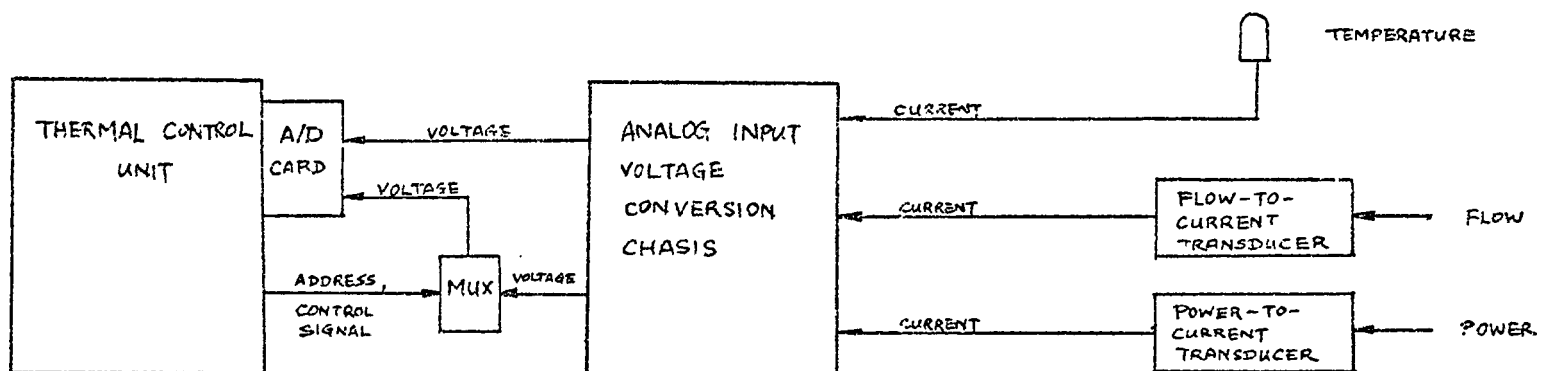 TEMPERATURE
THERMAL CONTROL
UNIT
A/D
CARD
VOLTAGE
VOLTAGE
ADDRESS,
CONTROL
SIGNAL
MUX
VOLTAGE
ANALOG INPUT
VOLTAGE
CONVERSION
CHASIS
CURRENT
CURRENT
FLOW-TO-
CURRENT
TRANSDUCER
FLOW
CURRENT
POWER-TO-
CURRENT
TRANSDUCER
POWER.